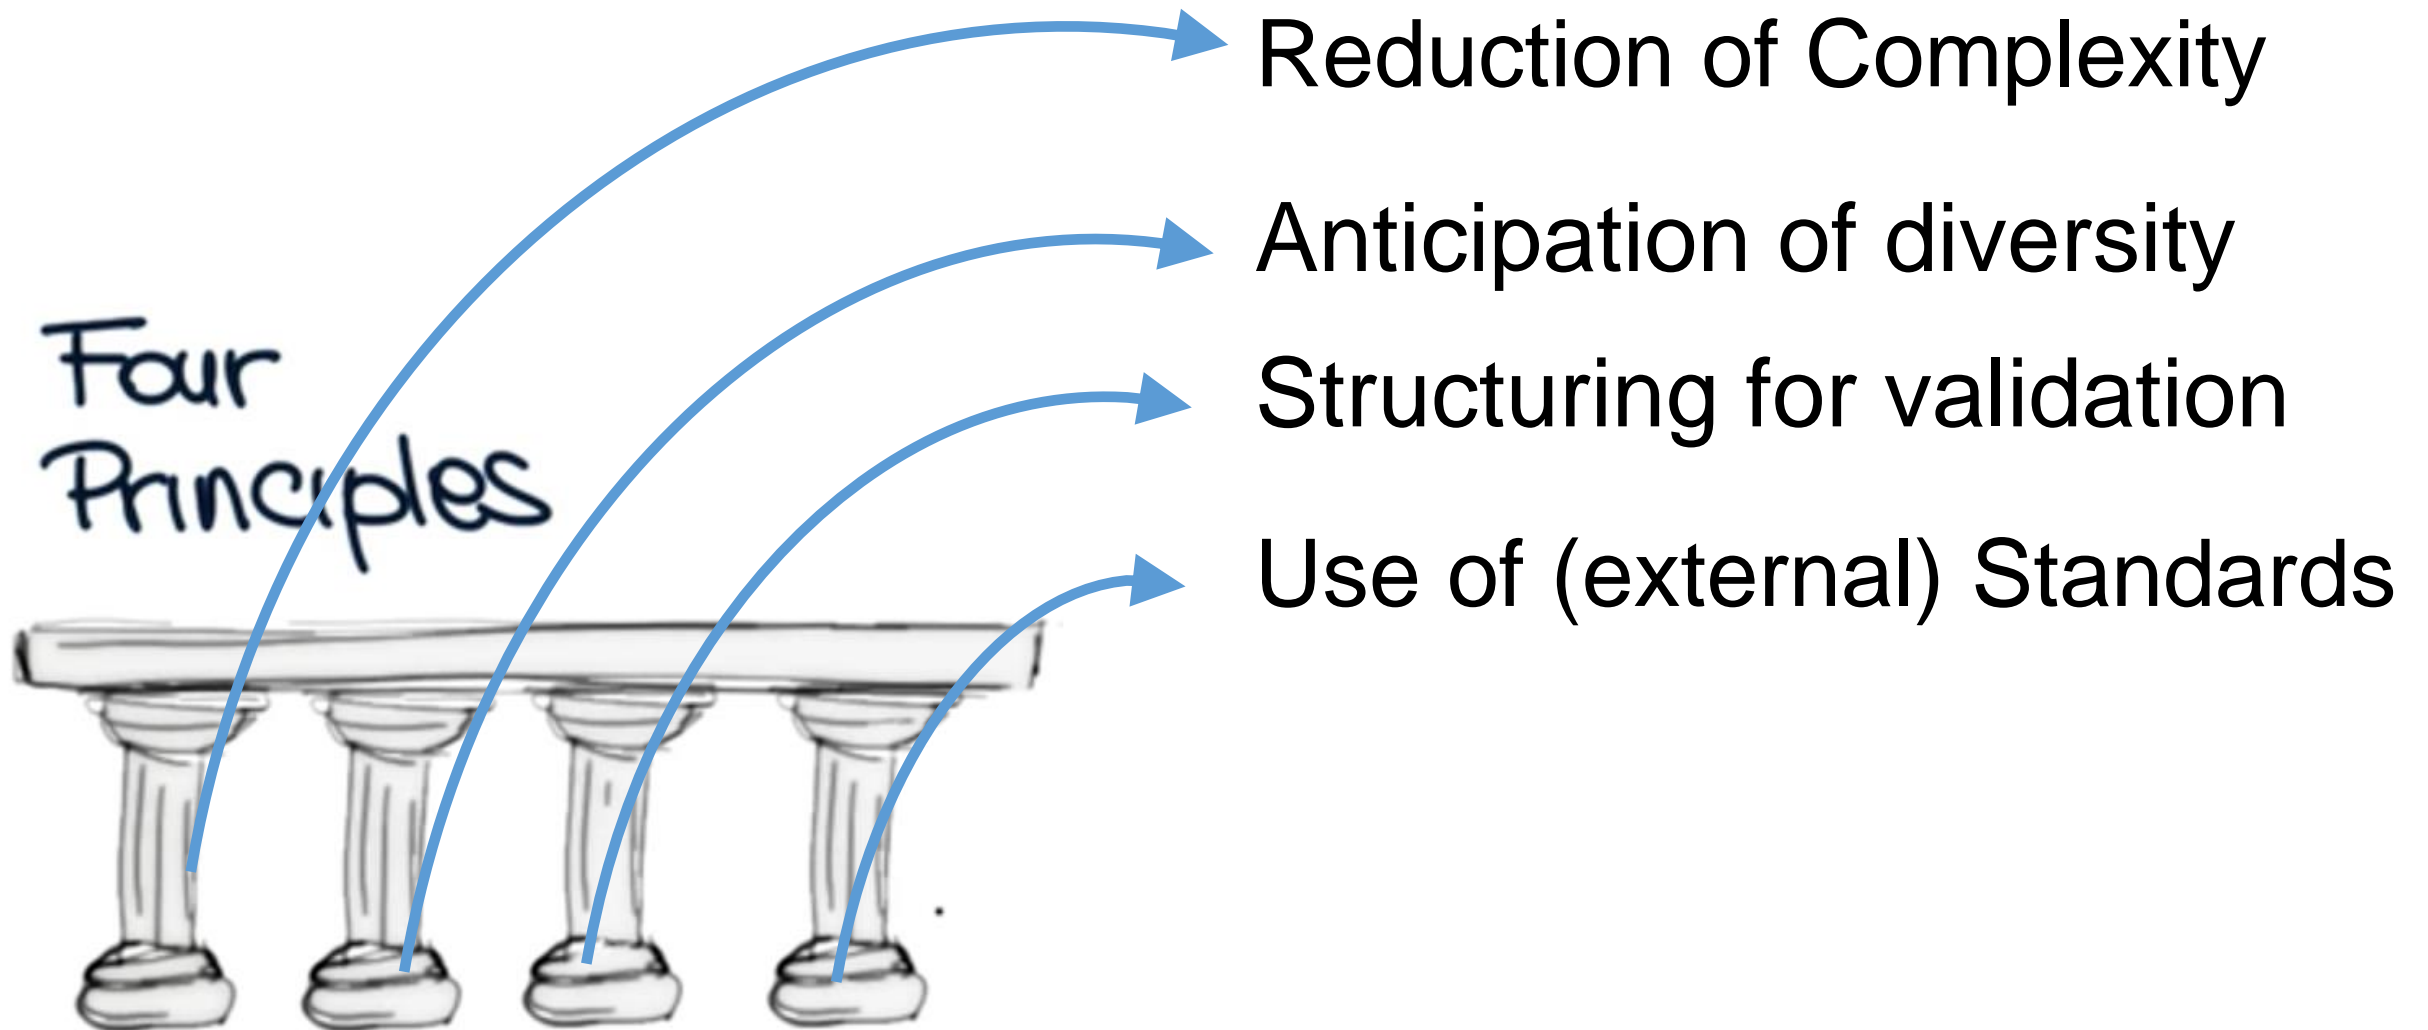 Reduction of Complexity
Anticipation of diversity
Structuring for validation
Use of (external) Standards
Four
Principles